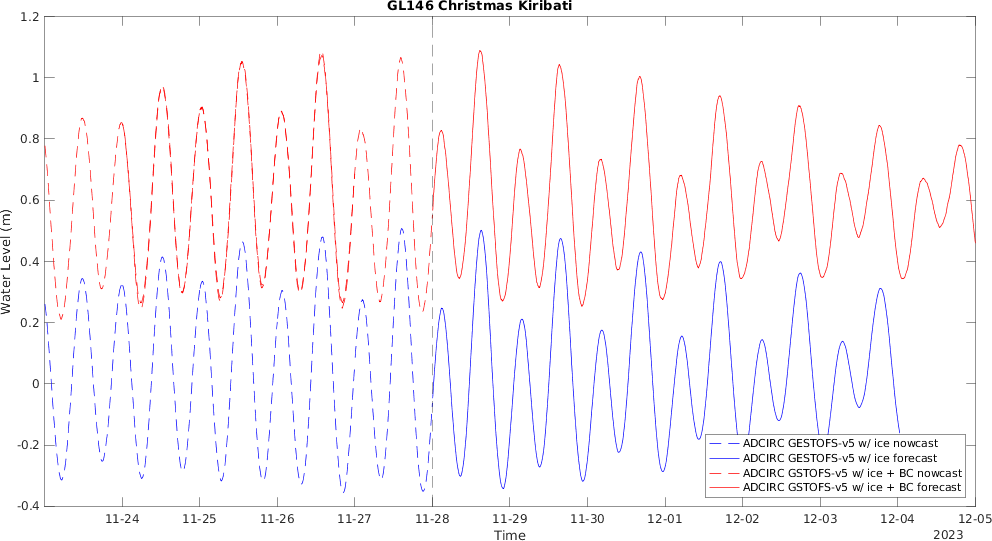 GL146 Christmas Kiribati
1.2
1
0.8
0.6
0.4
0.2
0
-0.2
-0.4
Water Level (m)
ADCIRC GESTOFS-v5 w/ ice nowcast
ADCIRC GESTOFS-v5 w/ ice forecast
ADCIRC GSTOFS-v5 w/ ice + BC nowcast
ADCIRC GSTOFS-v5 w/ ice + BC forecast
11-24 11-25 11-26 11-27 11-28 11-29 11-30 12-01 12-02 12-03 12-04 12-05
Time
2023